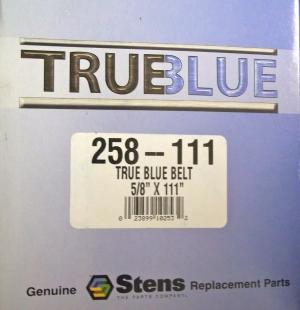 TRUEBLUE
258--111
TRUE BLUE BELT
5/8" X 111"
0 23899 10253 2
Genuine Stens Replacement Parts
THE PARTS COMPANY.